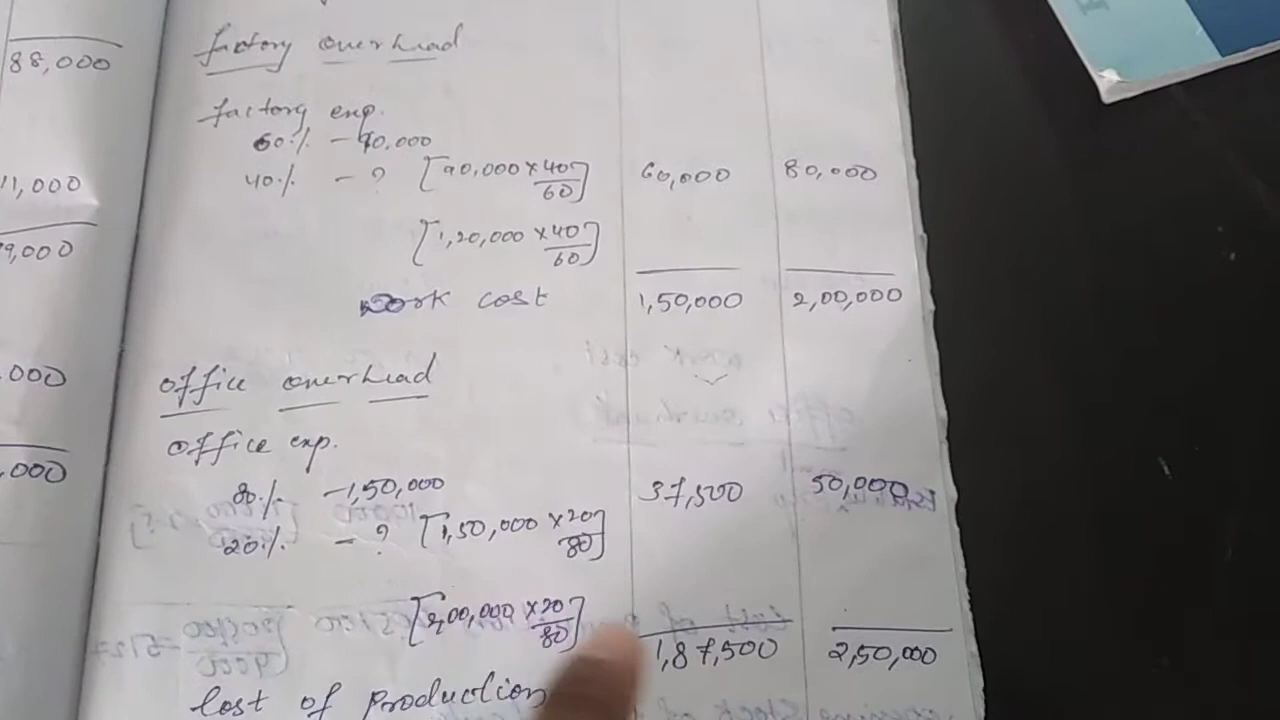 88,000
11,000
9,000
000
000
factory overhead
factory exp.
60% - 90,000
40% - ? [90,000 × 40/60] 60,000 80,000
[1,20,000 × 40/60]
work cost 1,50,000 2,00,000
office overhead
office exp.
80% - 1,50,000 37,500 50,000
20% - ? [1,50,000 × 20/80]
[2,00,000 × 20/80]
1,87,500 2,50,000
Cost of production